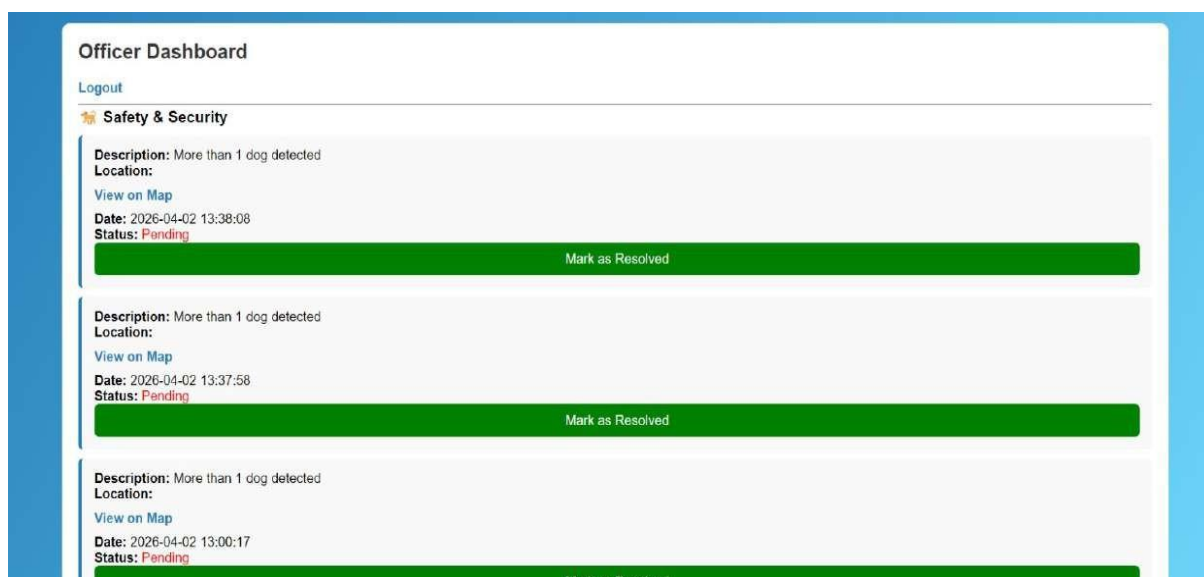 Officer Dashboard
Logout
Safety & Security
Description: More than 1 dog detected
Location:
View on Map
Date: 2026-04-02 13:38:08
Status: Pending
Mark as Resolved
Description: More than 1 dog detected
Location:
View on Map
Date: 2026-04-02 13:37:58
Status: Pending
Mark as Resolved
Description: More than 1 dog detected
Location:
View on Map
Date: 2026-04-02 13:00:17
Status: Pending